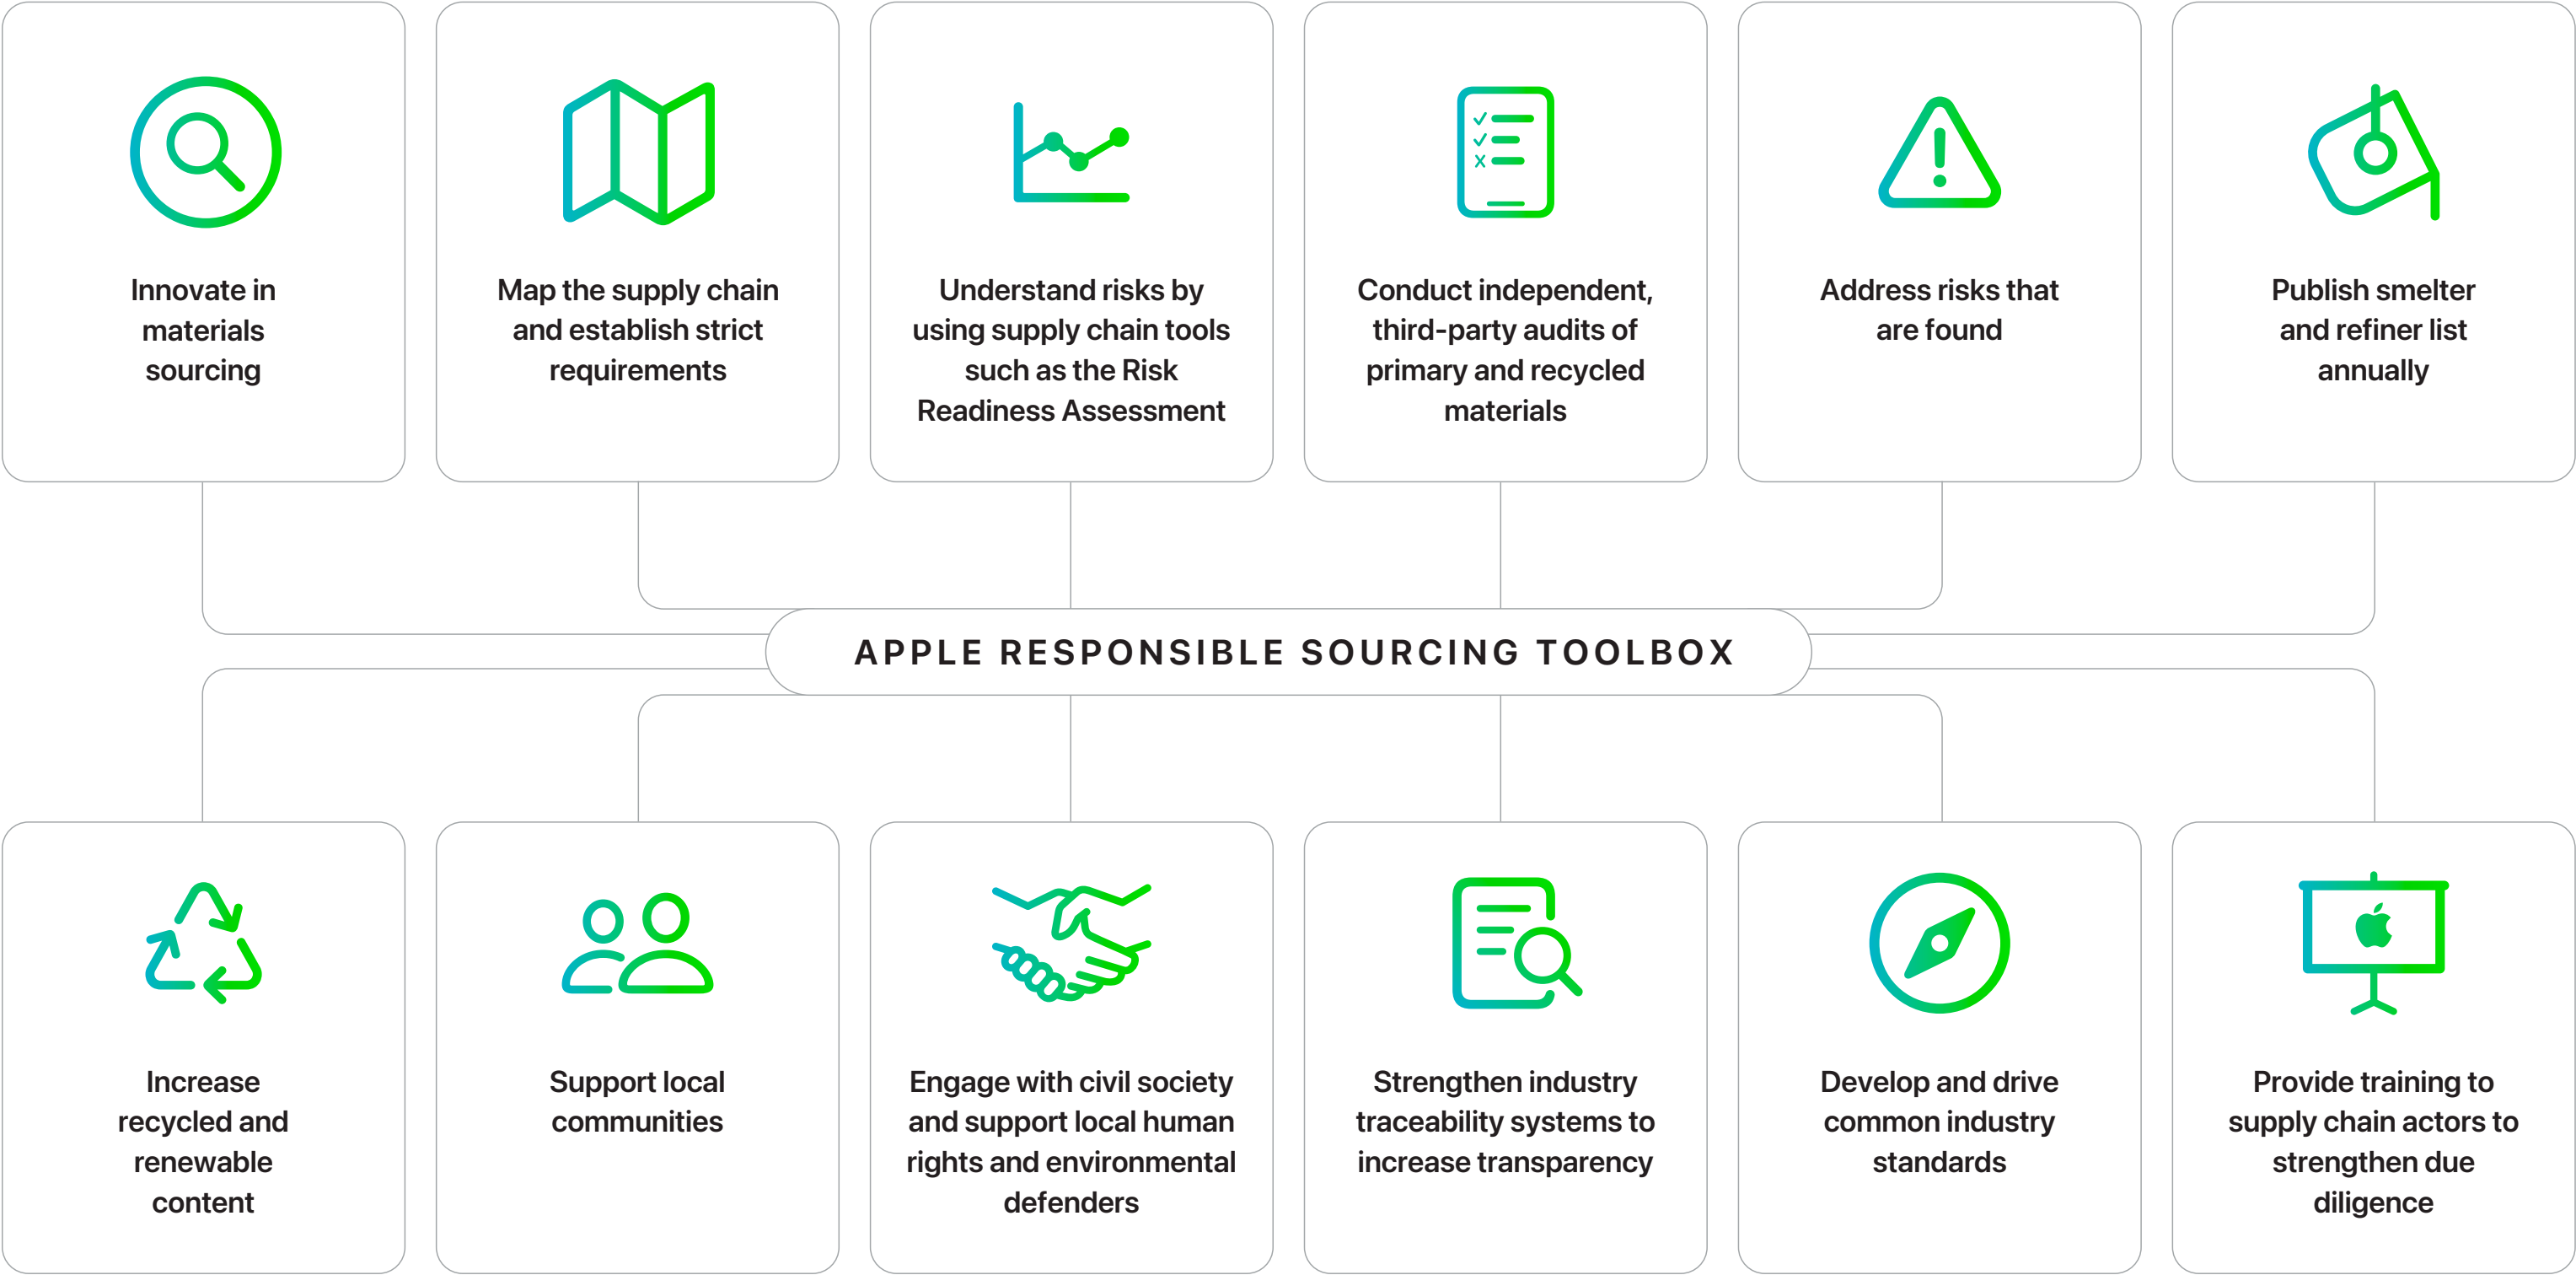 Innovate in
materials
sourcing
Map the supply chain
and establish strict
requirements
Understand risks by
using supply chain tools
such as the Risk
Readiness Assessment
Conduct independent,
third-party audits of
primary and recycled
materials
Address risks that
are found
Publish smelter
and refiner list
annually
APPLE RESPONSIBLE SOURCING TOOLBOX
Increase
recycled and
renewable
content
Support local
communities
Engage with civil society
and support local human
rights and environmental
defenders
Strengthen industry
traceability systems to
increase transparency
Develop and drive
common industry
standards
Provide training to
supply chain actors to
strengthen due
diligence